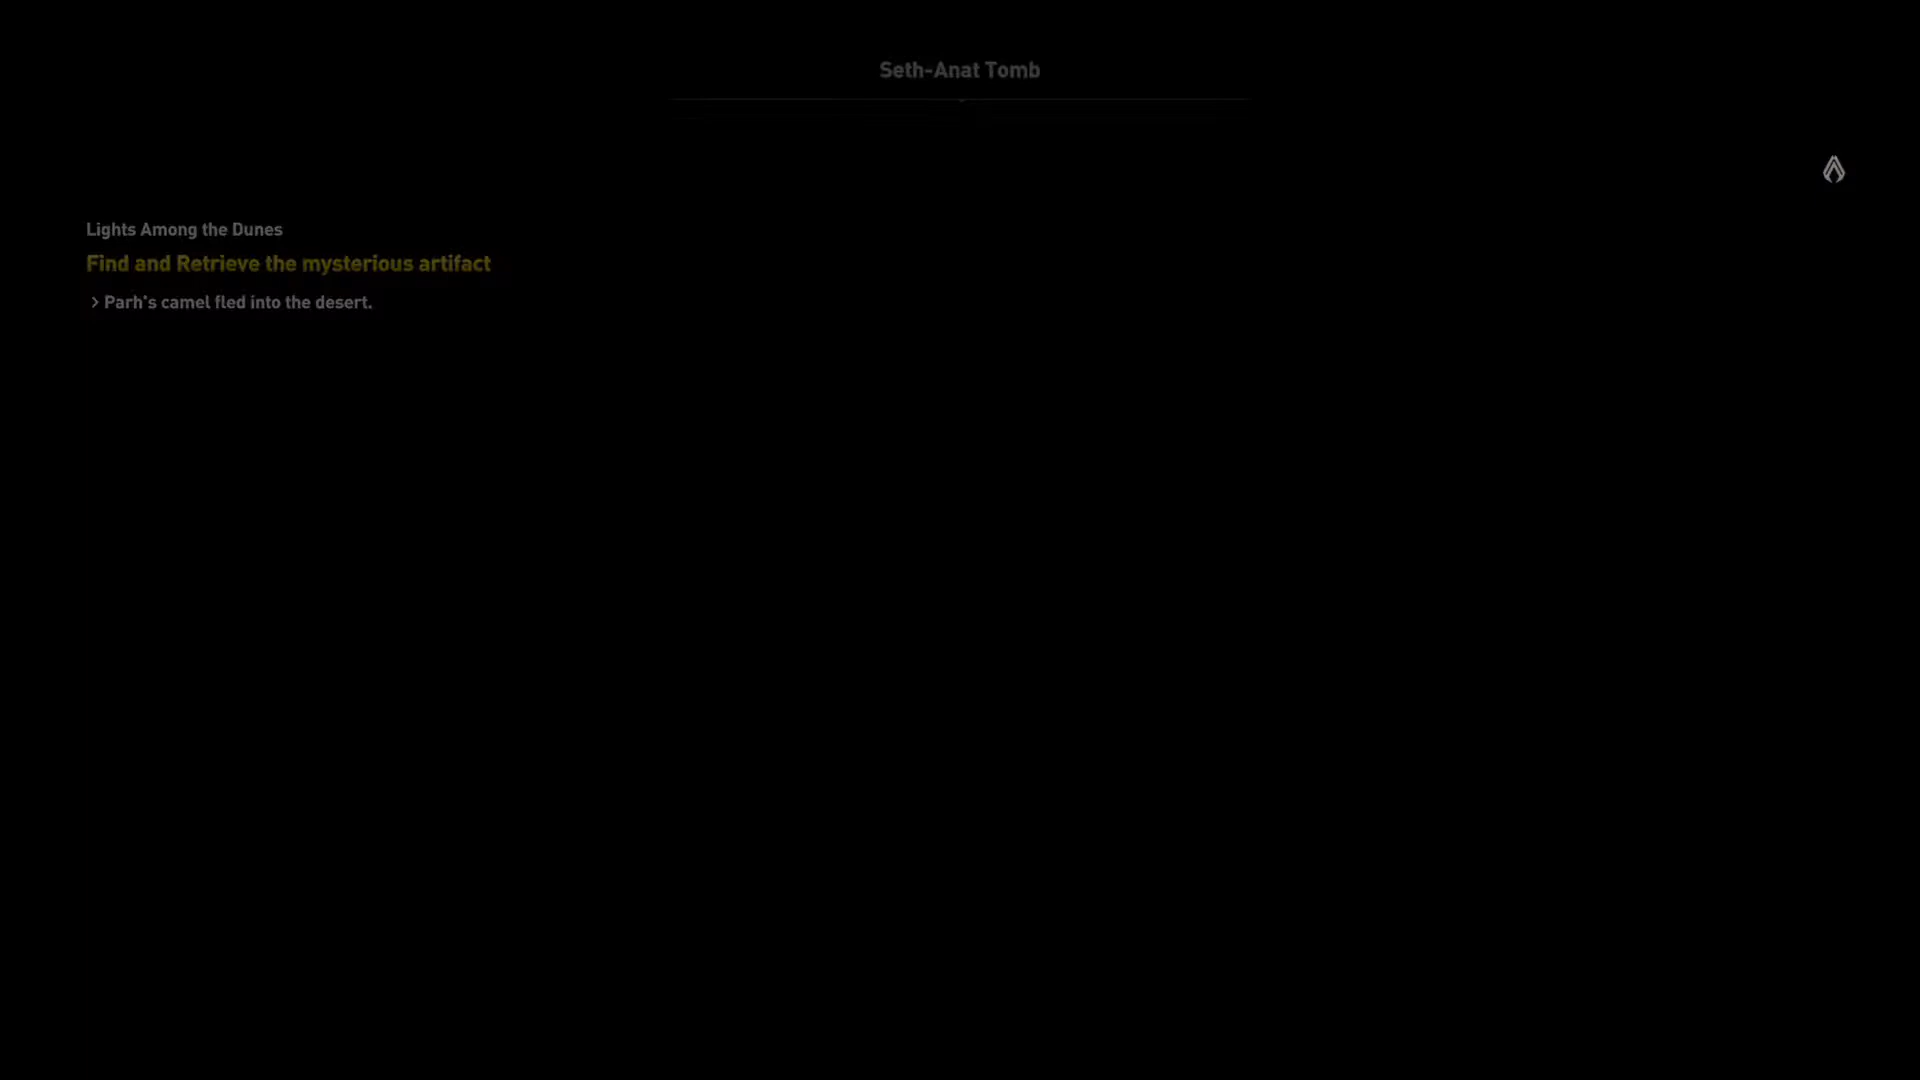 Seth-Anat Tomb
Lights Among the Dunes
Find and Retrieve the mysterious artifact
> Parh's camel fled into the desert.